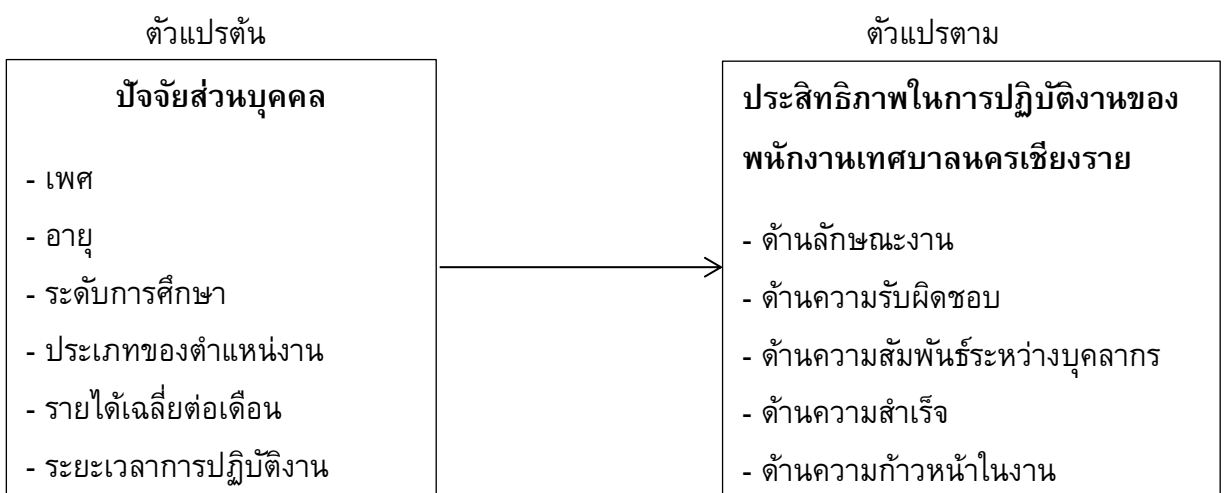 ตัวแปรต้น
ปัจจัยส่วนบุคคล
- เพศ
- อายุ
- ระดับการศึกษา
- ประเภทของตำแหน่งาน
- รายได้เฉลี่ยต่อเดือน
- ระยะเวลาการปฏิบัติงาน
ตัวแปรตาม
ประสิทธิภาพในการปฏิบัติงานของ
พนักงานเทศบาลนครเชียงราย
- ด้านลักษณะงาน
- ด้านความรับผิดชอบ
- ด้านความสัมพันธ์ระหว่างบุคลากร
- ด้านความสำเร็จ
- ด้านความก้าวหน้าในงาน